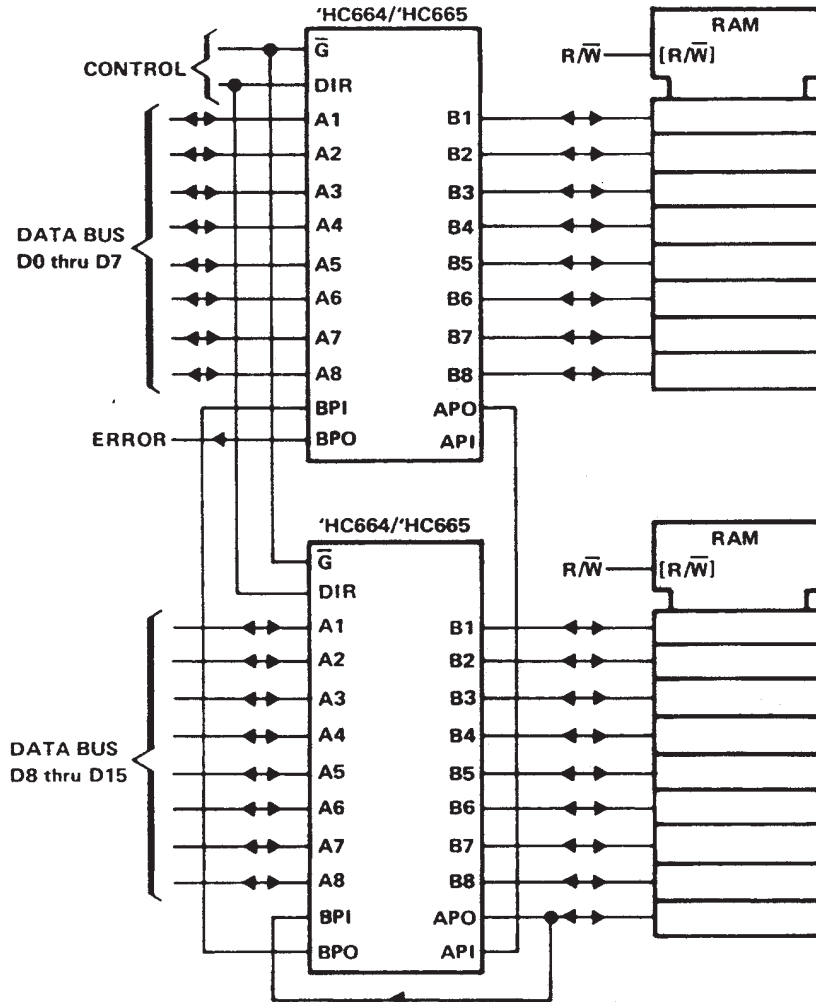 'HC664/'HC665
RAM
CONTROL
G̅
R/W̅
[R/W̅]
DIR
A1
B1
A2
B2
A3
B3
A4
B4
DATA BUS
D0 thru D7
A5
B5
A6
B6
A7
B7
A8
B8
BPI
APO
ERROR
BPO
API
'HC664/'HC665
RAM
G̅
R/W̅
[R/W̅]
DIR
A1
B1
A2
B2
A3
B3
A4
B4
DATA BUS
D8 thru D15
A5
B5
A6
B6
A7
B7
A8
B8
BPI
APO
BPO
API